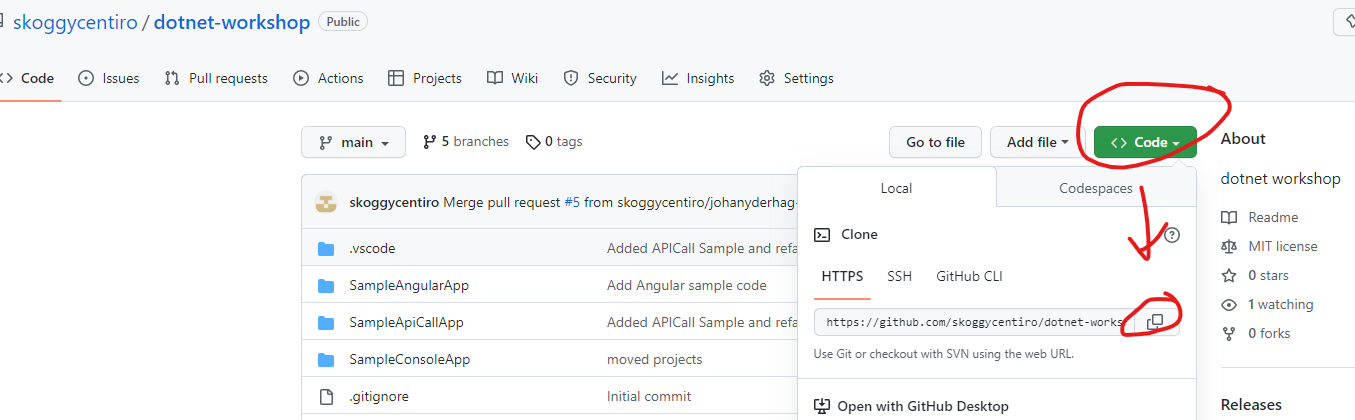 skoggycentiro / dotnet-workshop Public
Code Issues Pull requests Actions Projects Wiki Security Insights Settings
main 5 branches 0 tags Go to file Add file Code
About
dotnet workshop
Readme
MIT license
0 stars
1 watching
0 forks
Releases
skoggycentiro Merge pull request #5 from skoggycentiro/johanyderhag-
.vscode Added APICall Sample and refa
SampleAngularApp Add Angular sample code
SampleApiCallApp Added APICall Sample and refa
SampleConsoleApp moved projects
.gitignore Initial commit
Local Codespaces
Clone
HTTPS SSH GitHub CLI
https://github.com/skoggycentiro/dotnet-works
Use Git or checkout with SVN using the web URL.
Open with GitHub Desktop